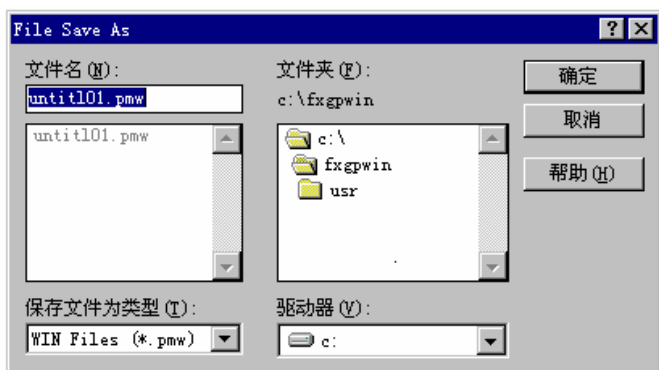 File Save As
文件名(N):
untitl01.pmw
untitl01.pmw
保存文件为类型(T):
WIN Files (*.pmw)
文件夹(F):
c:\fxgpwin
c:\
fxgpwin
usr
驱动器(V):
c:
确定
取消
帮助(H)